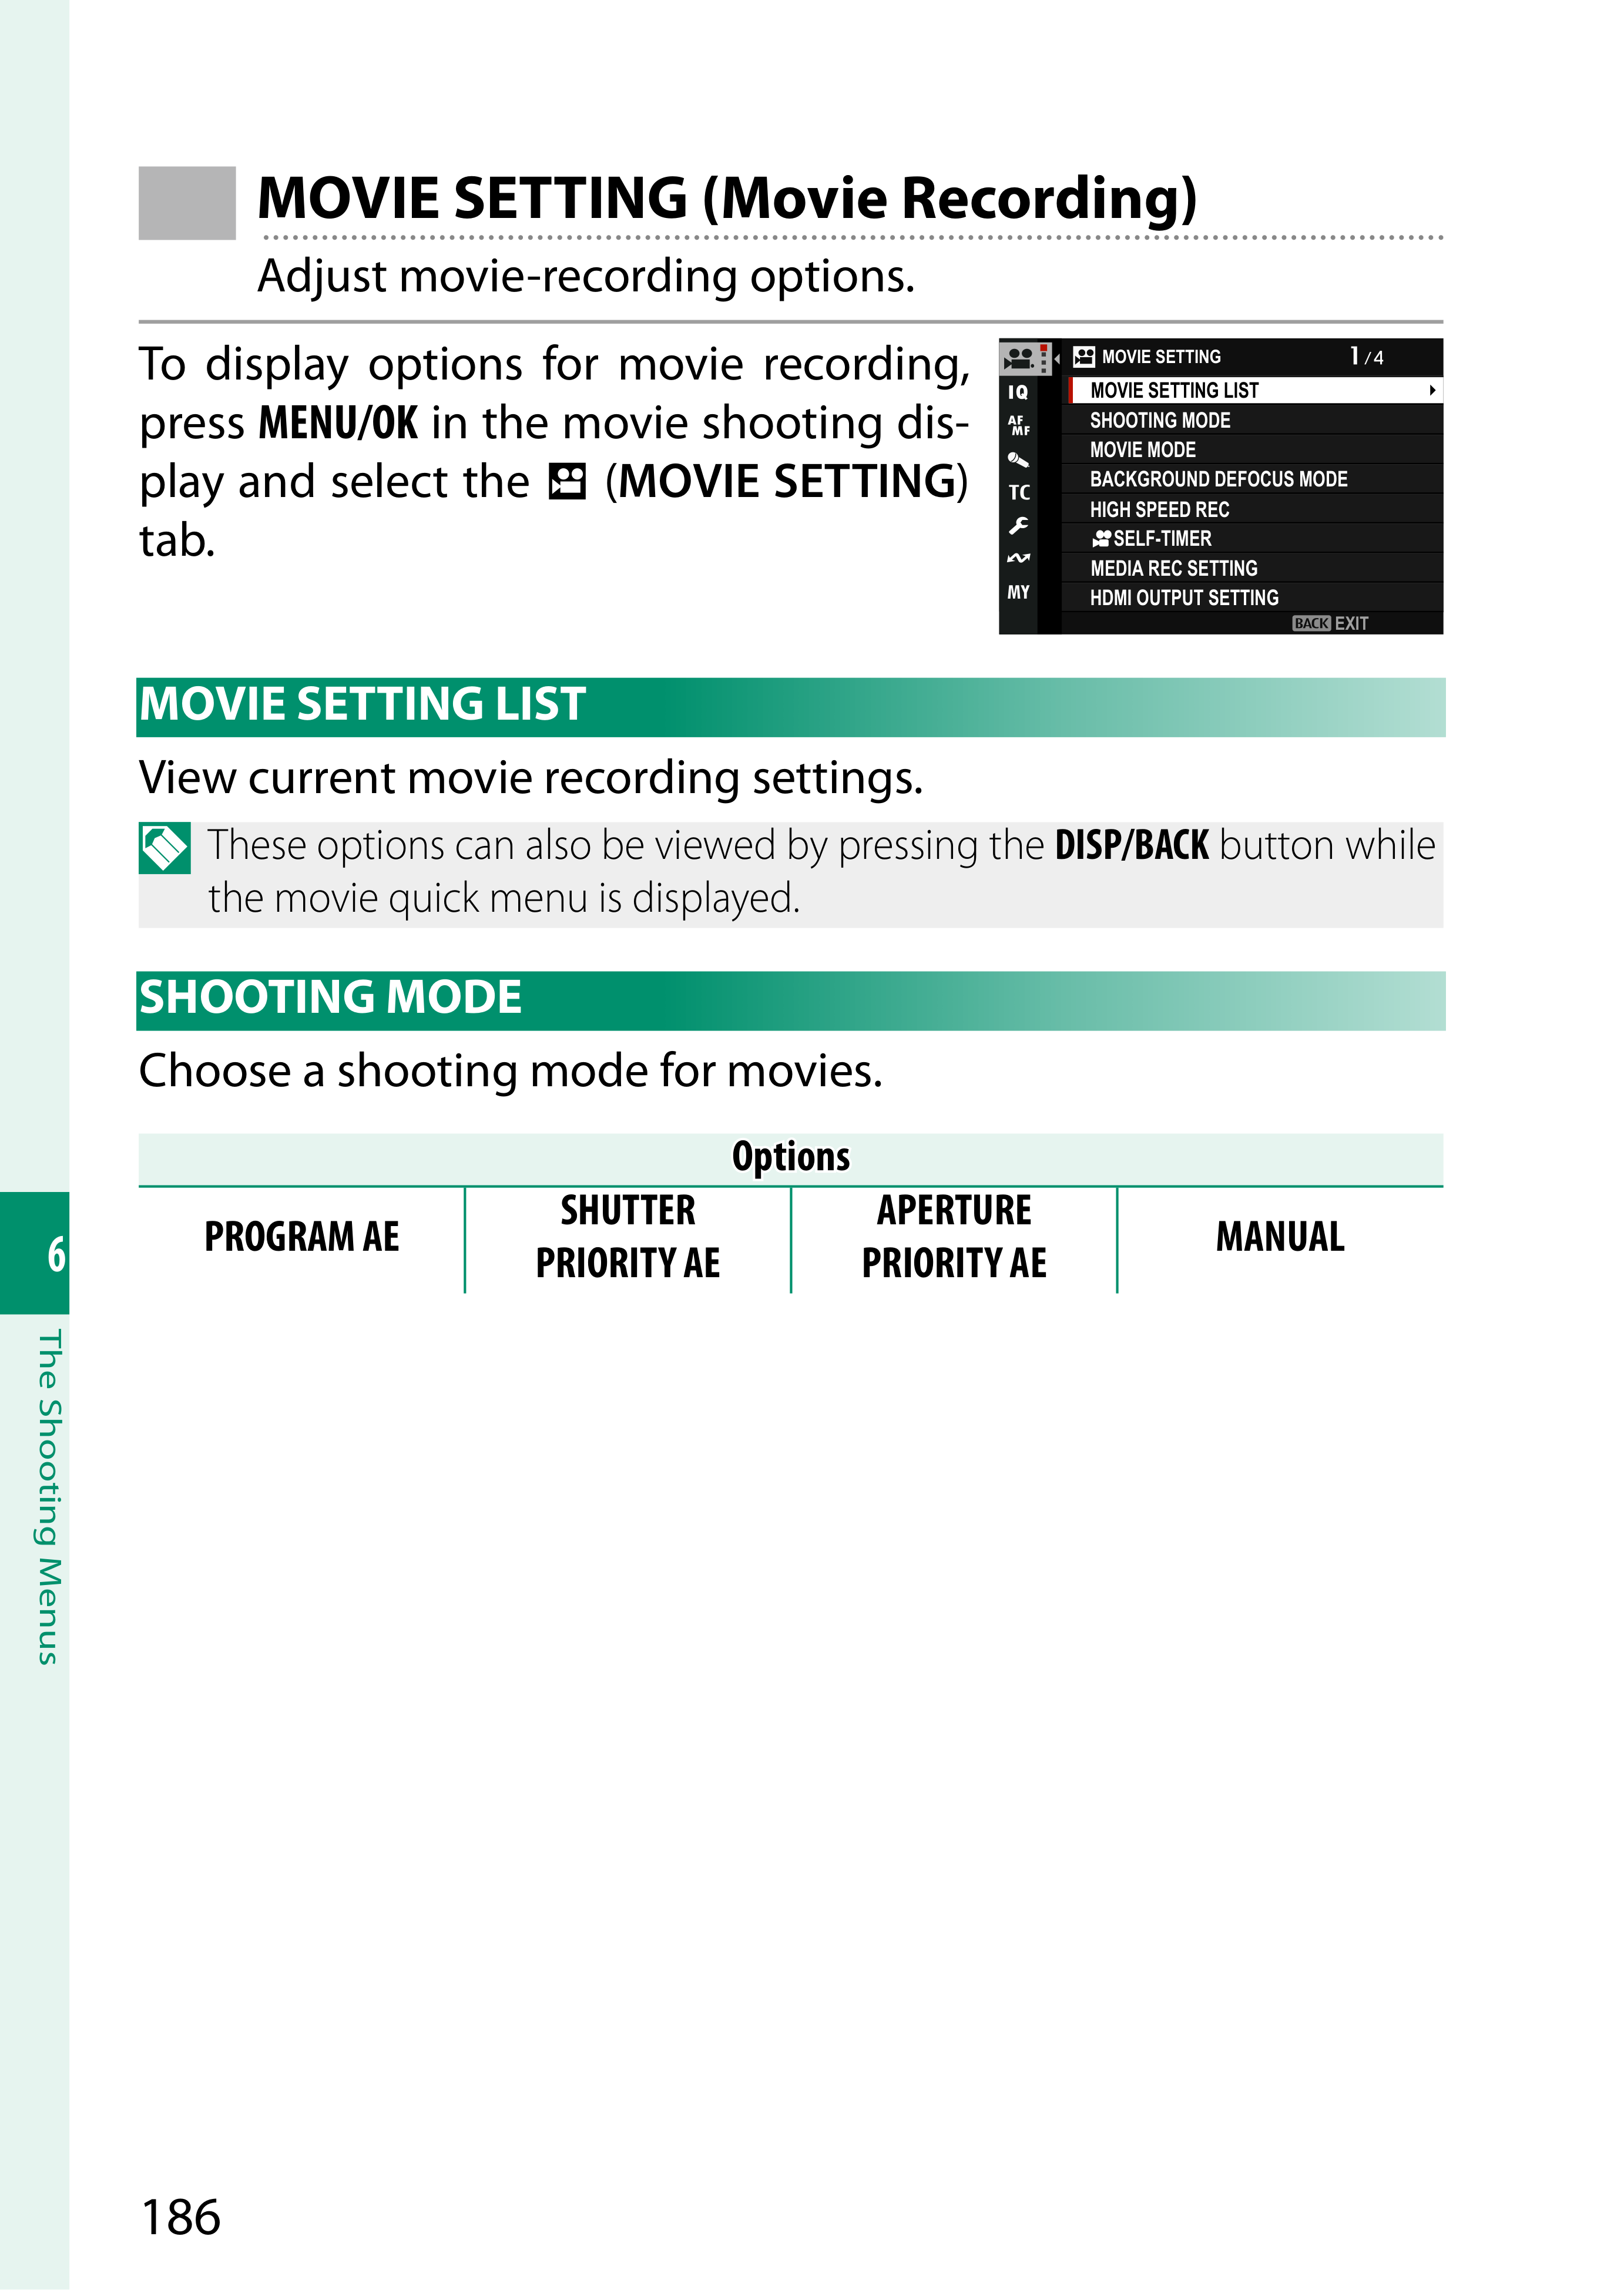 MOVIE SETTING (Movie Recording)
Adjust movie-recording options.
To display options for movie recording,
press MENU/OK in the movie shooting dis-
play and select the (MOVIE SETTING)
tab.
MOVIE SETTING 1/4
IQ
AF
MF
TC
MY
MOVIE SETTING LIST
SHOOTING MODE
MOVIE MODE
BACKGROUND DEFOCUS MODE
HIGH SPEED REC
SELF-TIMER
MEDIA REC SETTING
HDMI OUTPUT SETTING
BACK EXIT
MOVIE SETTING LIST
View current movie recording settings.
These options can also be viewed by pressing the DISP/BACK button while
the movie quick menu is displayed.
SHOOTING MODE
Choose a shooting mode for movies.
Options
PROGRAM AE
SHUTTER
PRIORITY AE
APERTURE
PRIORITY AE
MANUAL
6
The Shooting Menus
186